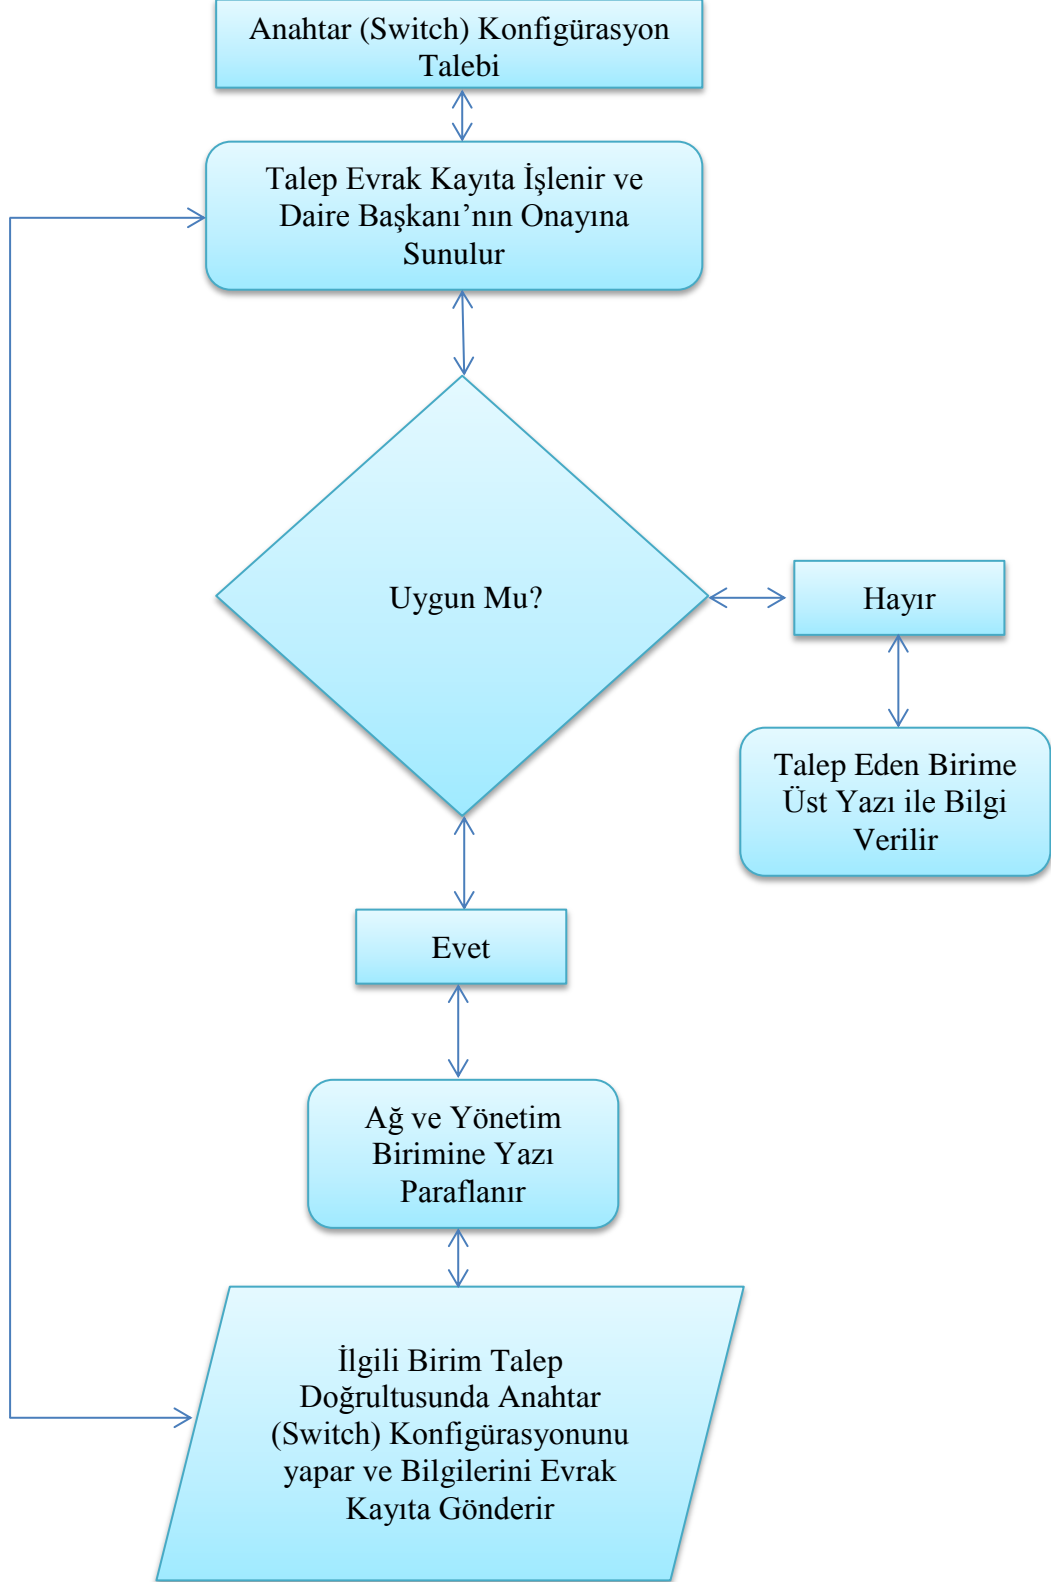 Anahtar (Switch) Konfigürasyon
Talebi
Talep Evrak Kayıta İşlenir ve
Daire Başkanı’nın Onayına
Sunulur
Uygun Mu?
Hayır
Talep Eden Birime
Üst Yazı ile Bilgi
Verilir
Evet
Ağ ve Yönetim
Birimine Yazı
Paraflanır
İlgili Birim Talep
Doğrultusunda Anahtar
(Switch) Konfigürasyonunu
yapar ve Bilgilerini Evrak
Kayıta Gönderir